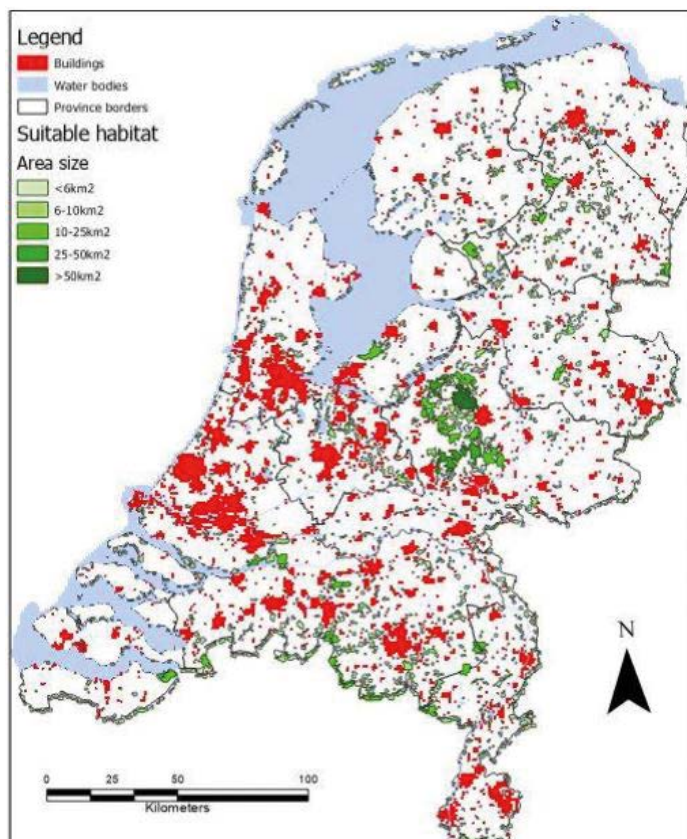 Legend
Buildings
Water bodies
Province borders
Suitable habitat
Area size
<6km2
6-10km2
10-25km2
25-50km2
>50km2
N
0 25 50 100
Kilometers